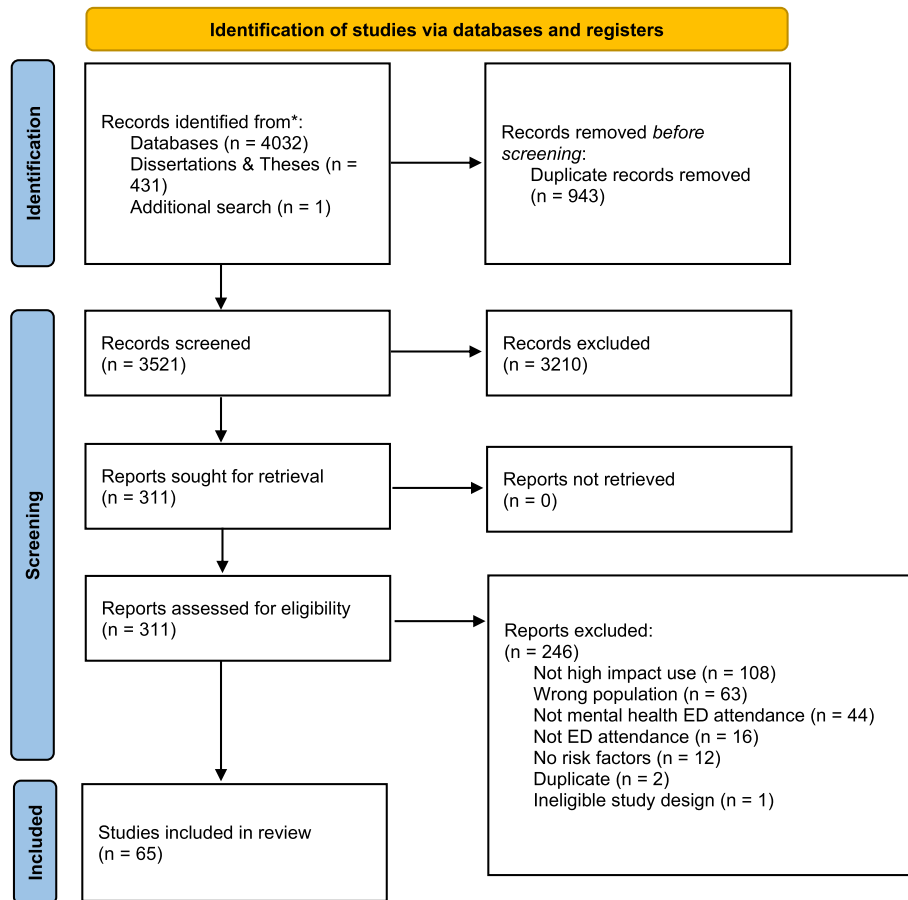 Identification of studies via databases and registers
Identification
Records identified from*:
Databases (n = 4032)
Dissertations & Theses (n =
431)
Additional search (n = 1)
Records removed before
screening:
Duplicate records removed
(n = 943)
Screening
Records screened
(n = 3521)
Records excluded
(n = 3210)
Reports sought for retrieval
(n = 311)
Reports not retrieved
(n = 0)
Reports assessed for eligibility
(n = 311)
Reports excluded:
(n = 246)
Not high impact use (n = 108)
Wrong population (n = 63)
Not mental health ED attendance (n = 44)
Not ED attendance (n = 16)
No risk factors (n = 12)
Duplicate (n = 2)
Ineligible study design (n = 1)
Included
Studies included in review
(n = 65)